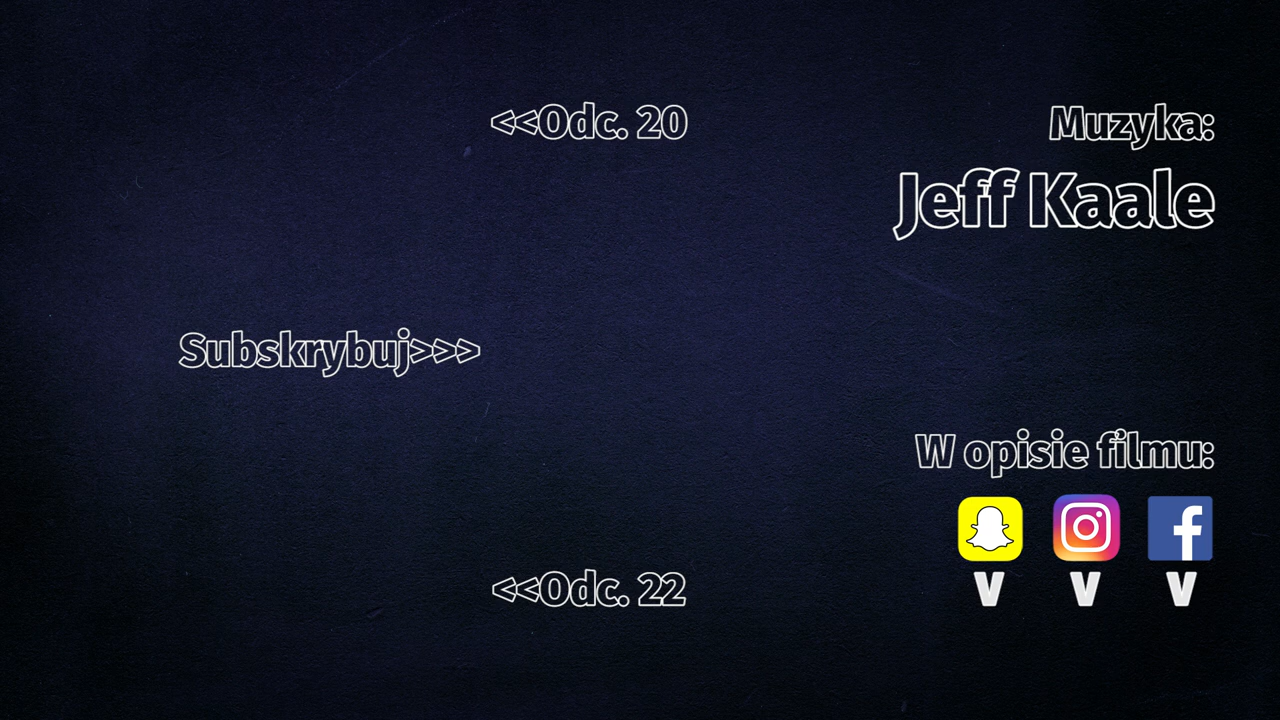 <<Odc. 20
Muzyka:
Jeff Kaale
Subskrybuj>>>
W opisie filmu:
V V V
<<Odc. 22